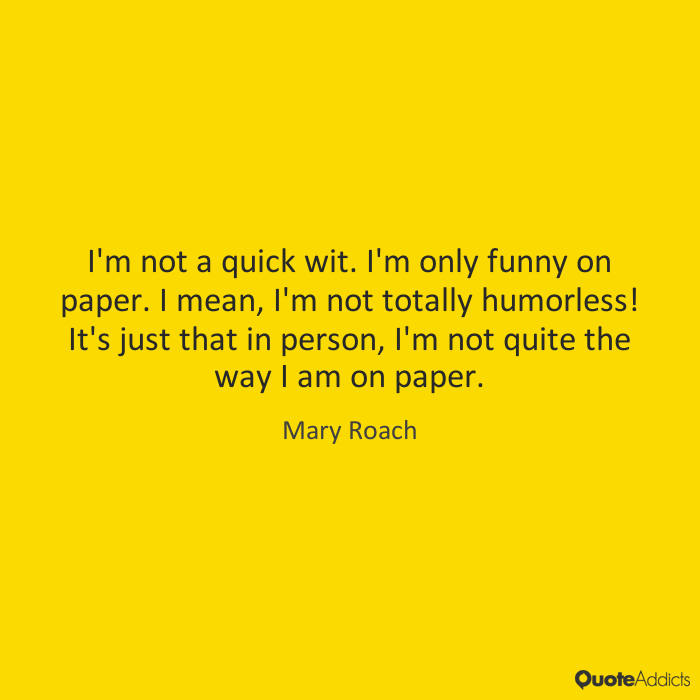 I'm not a quick wit. I'm only funny on
paper. I mean, I'm not totally humorless!
It's just that in person, I'm not quite the
way I am on paper.
Mary Roach
QuoteAddicts